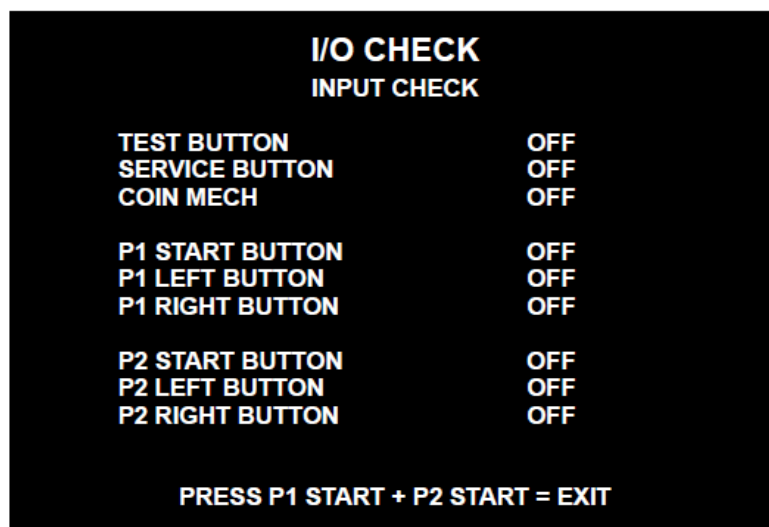 I/O CHECK
INPUT CHECK
TEST BUTTON OFF
SERVICE BUTTON OFF
COIN MECH OFF
P1 START BUTTON OFF
P1 LEFT BUTTON OFF
P1 RIGHT BUTTON OFF
P2 START BUTTON OFF
P2 LEFT BUTTON OFF
P2 RIGHT BUTTON OFF
PRESS P1 START + P2 START = EXIT